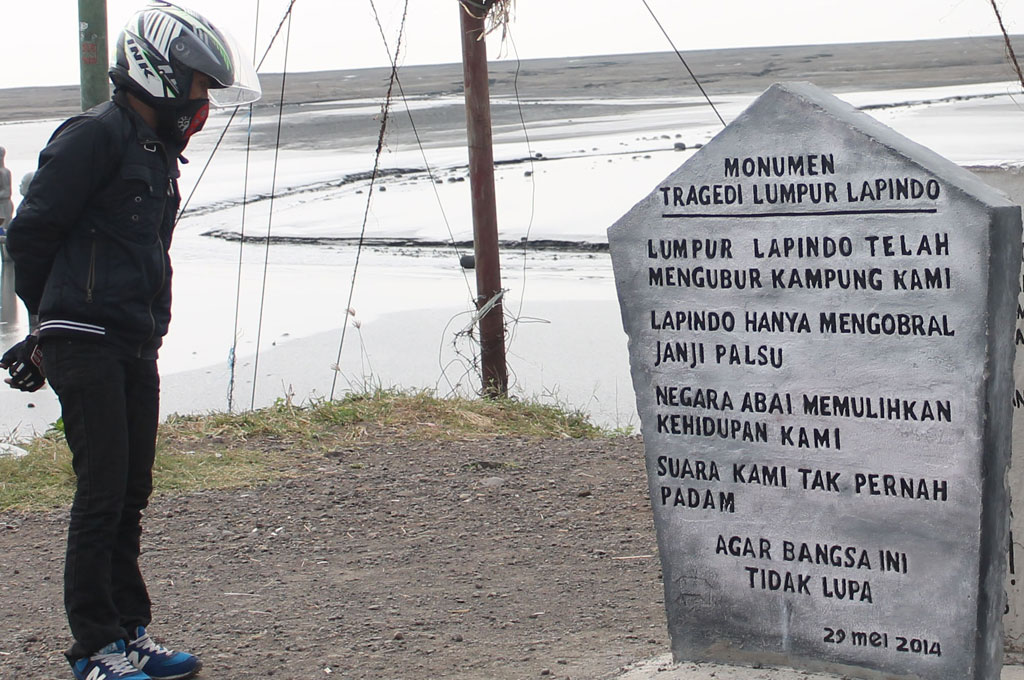 INK
N
N
MONUMEN
TRAGEDI LUMPUR LAPINDO
LUMPUR LAPINDO TELAH
MENGUBUR KAMPUNG KAMI
LAPINDO HANYA MENGOBRAL
JANJI PALSU
NEGARA ABAI MEMULIHKAN
KEHIDUPAN KAMI
SUARA KAMI TAK PERNAH
PADAM
AGAR BANGSA INI
TIDAK LUPA
29 mei 2014